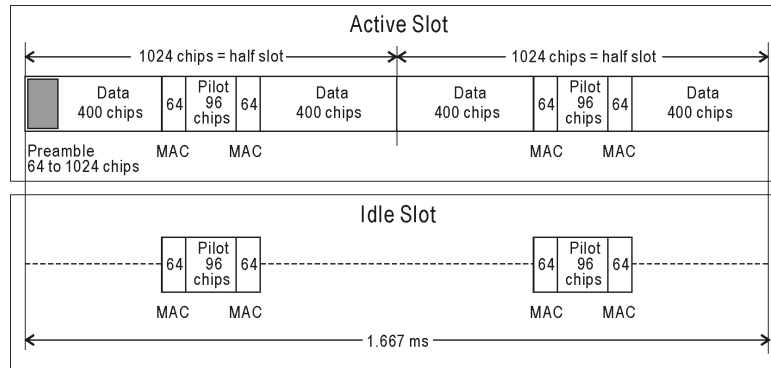 Active Slot
1024 chips = half slot
1024 chips = half slot
Data
400 chips
64
Pilot
96
chips
64
Data
400 chips
Data
400 chips
64
Pilot
96
chips
64
Data
400 chips
Preamble
64 to 1024 chips
MAC
MAC
MAC
MAC
Idle Slot
64
Pilot
96
chips
64
64
Pilot
96
chips
64
MAC
MAC
MAC
MAC
1.667 ms